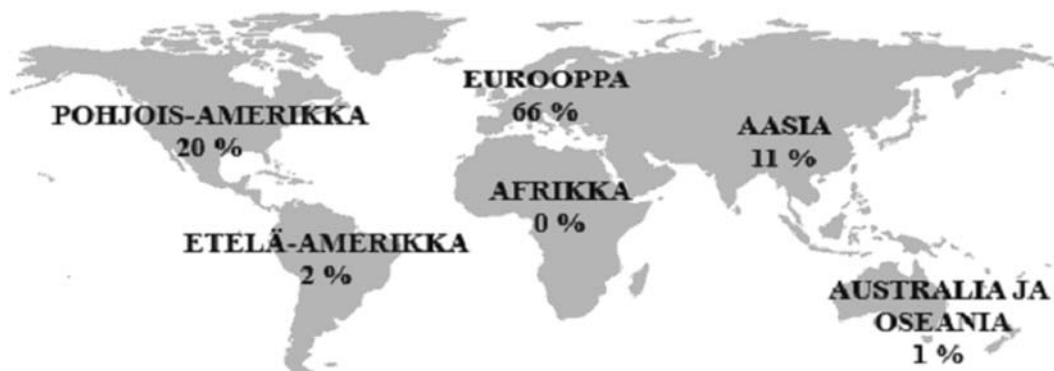 EUROOPPA
66 %
POHJOIS-AMERIKKA
20 %
AASIA
11 %
AFRIKKA
0 %
ETELÄ-AMERIKKA
2 %
AUSTRALIA JA
OSEANIA
1 %